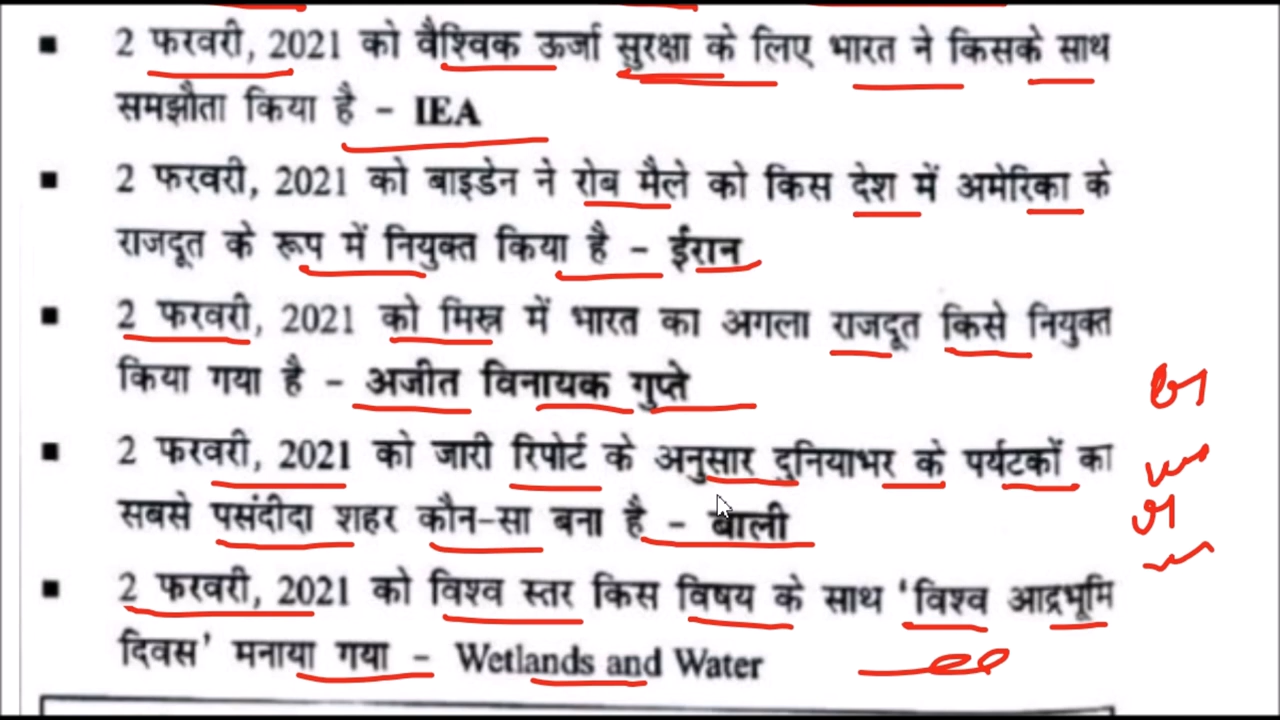 ▪ 2 फरवरी, 2021 को वैश्विक ऊर्जा सुरक्षा के लिए भारत ने किसके साथ
समझौता किया है – IEA
▪ 2 फरवरी, 2021 को बाइडेन ने रोब मैले को किस देश में अमेरिका के
राजदूत के रूप में नियुक्त किया है – ईरान
▪ 2 फरवरी, 2021 को मिस्र में भारत का अगला राजदूत किसे नियुक्त
किया गया है – अजीत विनायक गुप्ते
▪ 2 फरवरी, 2021 को जारी रिपोर्ट के अनुसार दुनियाभर के पर्यटकों का
सबसे पसंदीदा शहर कौन-सा बना है – बाली
▪ 2 फरवरी, 2021 को विश्व स्तर किस विषय के साथ 'विश्व आद्रभूमि
दिवस' मनाया गया – Wetlands and Water